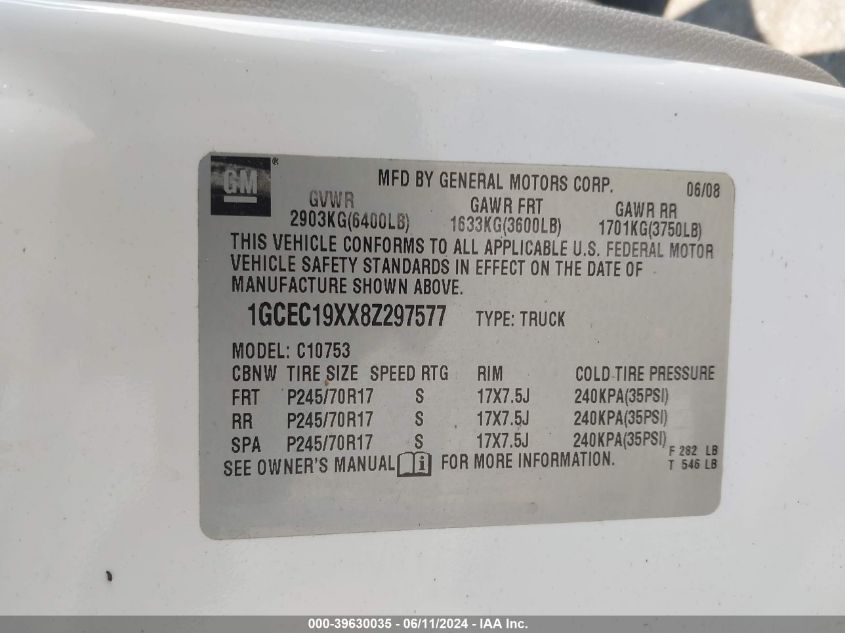 GM ® MFD BY GENERAL MOTORS CORP. 06/08
GVWR GAWR FRT GAWR RR
2903KG(6400LB) 1633KG(3600LB) 1701KG(3750LB)
THIS VEHICLE CONFORMS TO ALL APPLICABLE U.S. FEDERAL MOTOR
VEHICLE SAFETY STANDARDS IN EFFECT ON THE DATE OF
MANUFACTURE SHOWN ABOVE.
1GCEC19XX8Z297577 TYPE: TRUCK
MODEL: C10753
CBNW TIRE SIZE SPEED RTG RIM COLD TIRE PRESSURE
FRT P245/70R17 S 17X7.5J 240KPA(35PSI)
RR P245/70R17 S 17X7.5J 240KPA(35PSI)
SPA P245/70R17 S 17X7.5J 240KPA(35PSI)
F 282 LB
SEE OWNER'S MANUAL i FOR MORE INFORMATION. T 546 LB
000-39630035 - 06/11/2024 - IAA Inc.